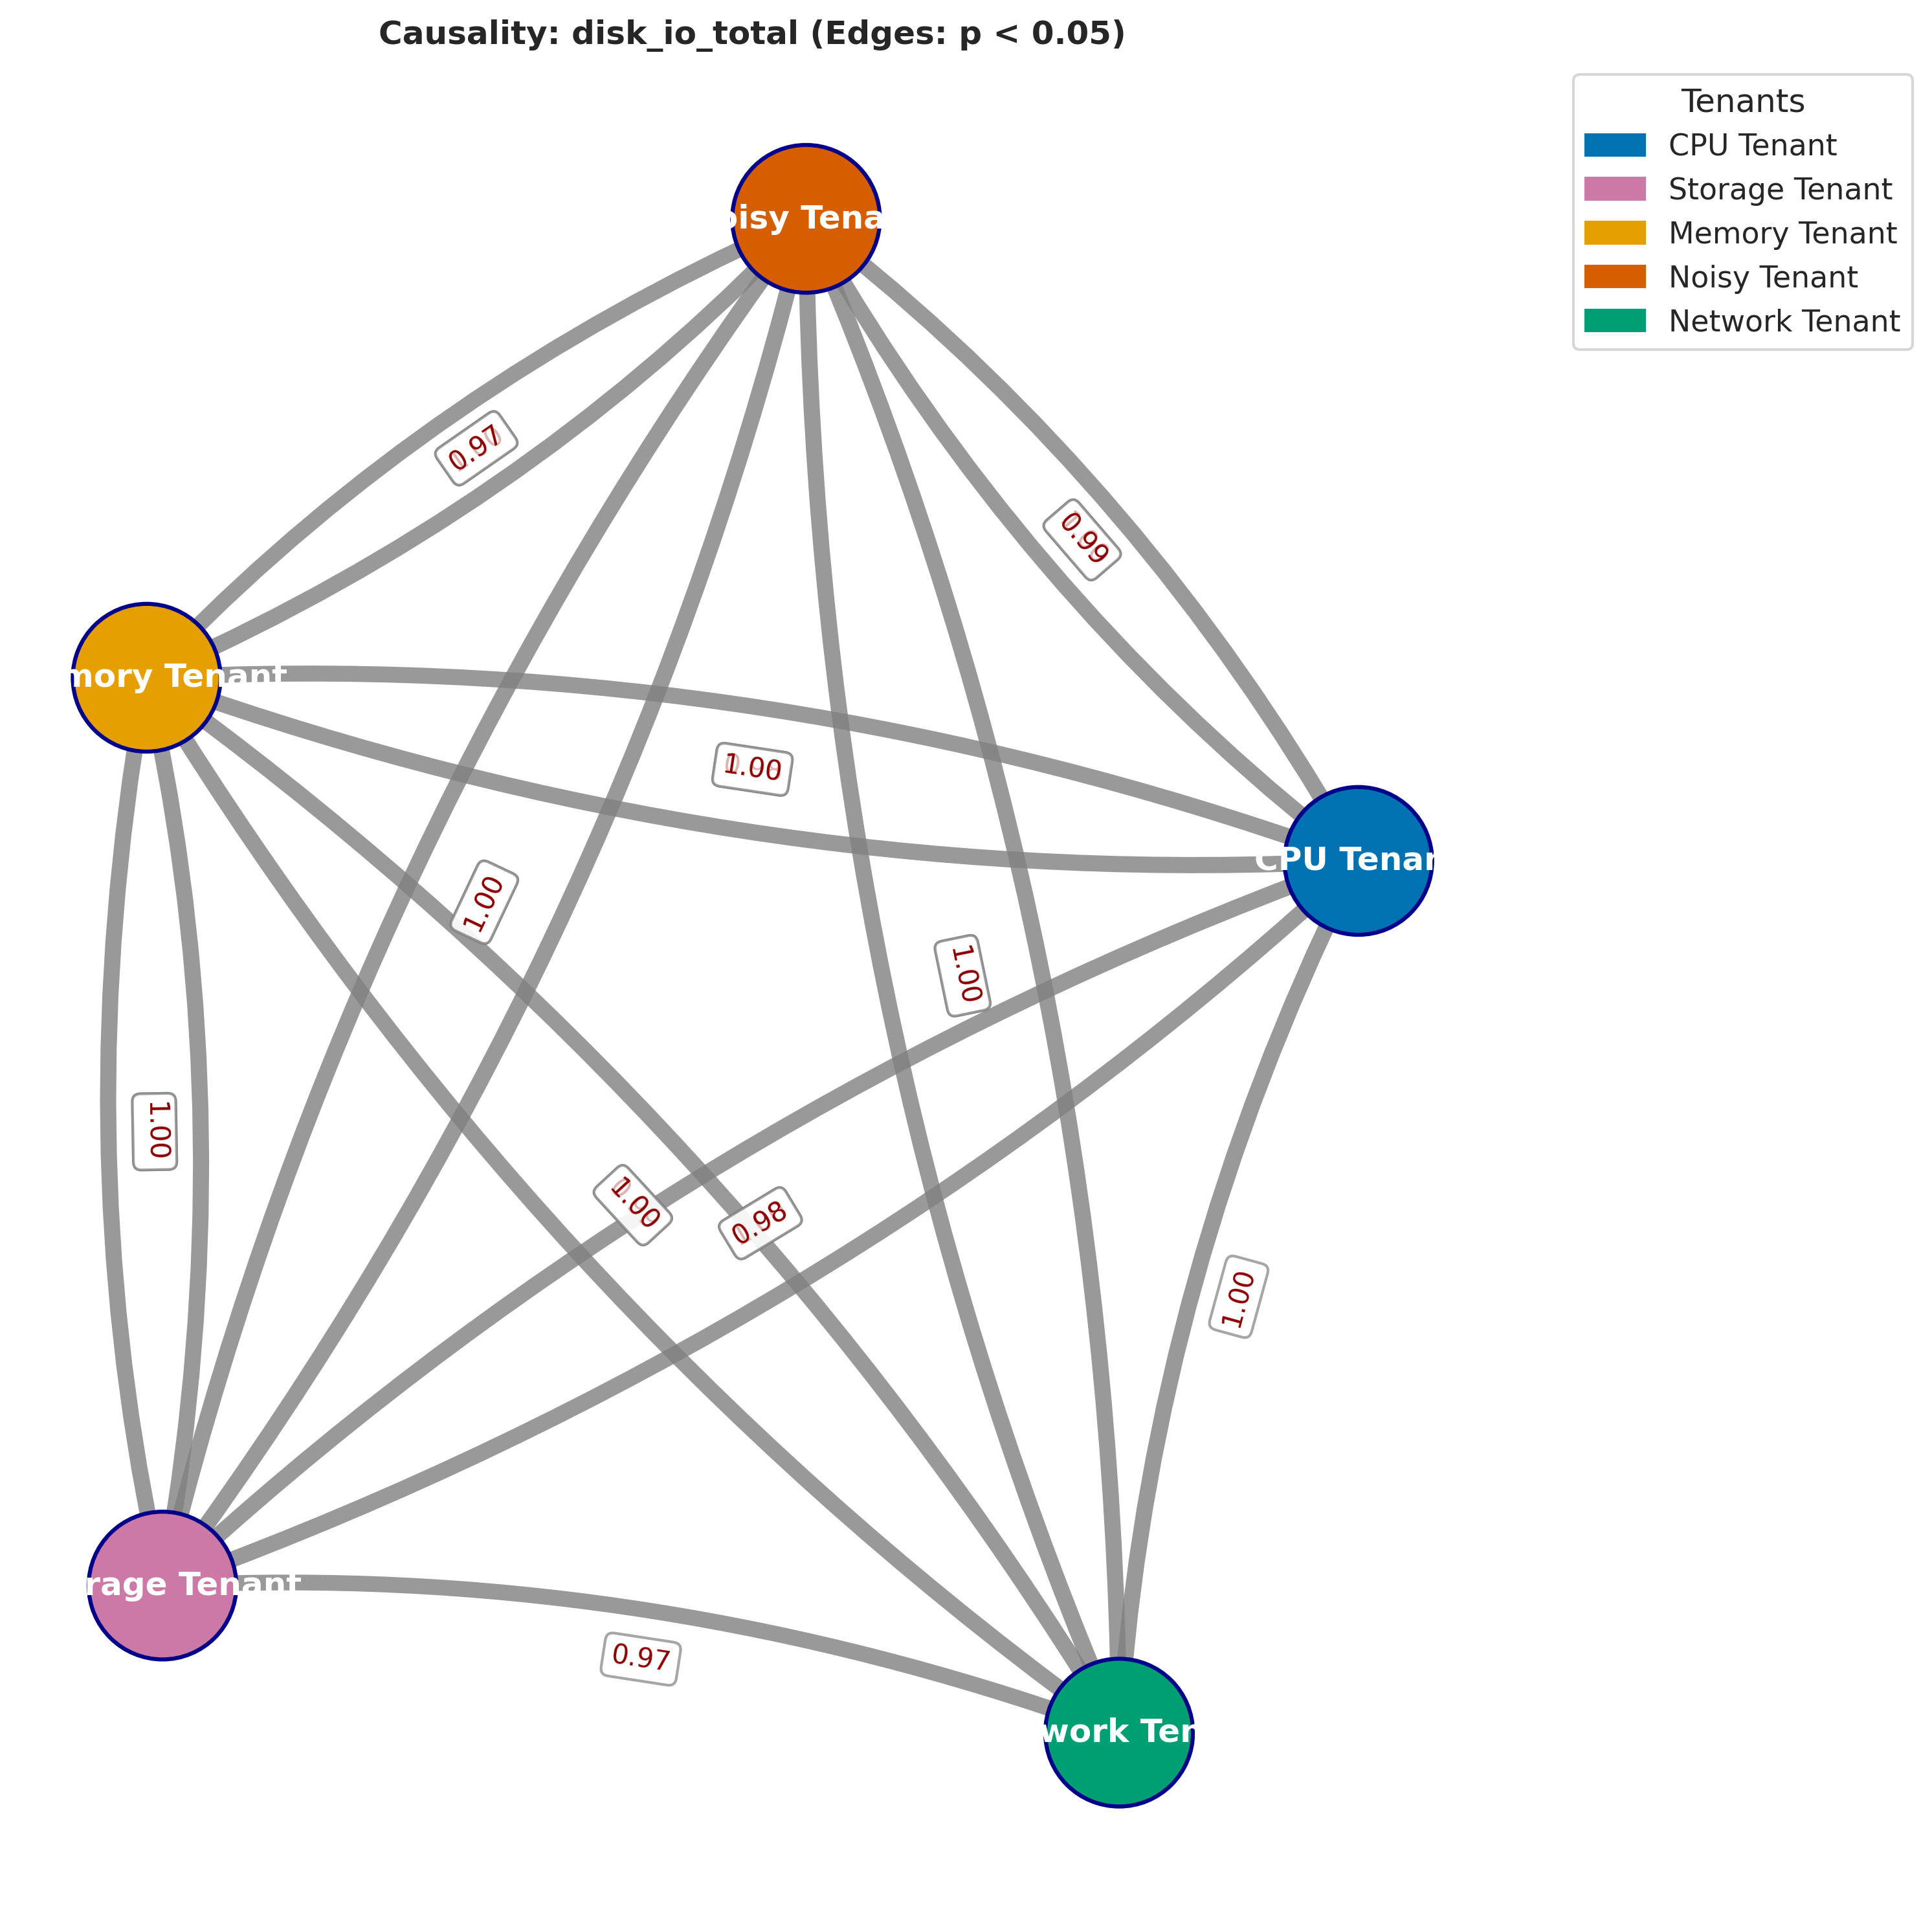 Causality: disk_io_total (Edges: p < 0.05)
Tenants
CPU Tenant
Storage Tenant
Memory Tenant
Noisy Tenant
Network Tenant
oisy Tena
0.97
0.99
mory Tenant
1.00
CPU Tenar
1.00
1.00
1.00
1.00
0.98
1.00
rage Tenant
0.97
work Ter